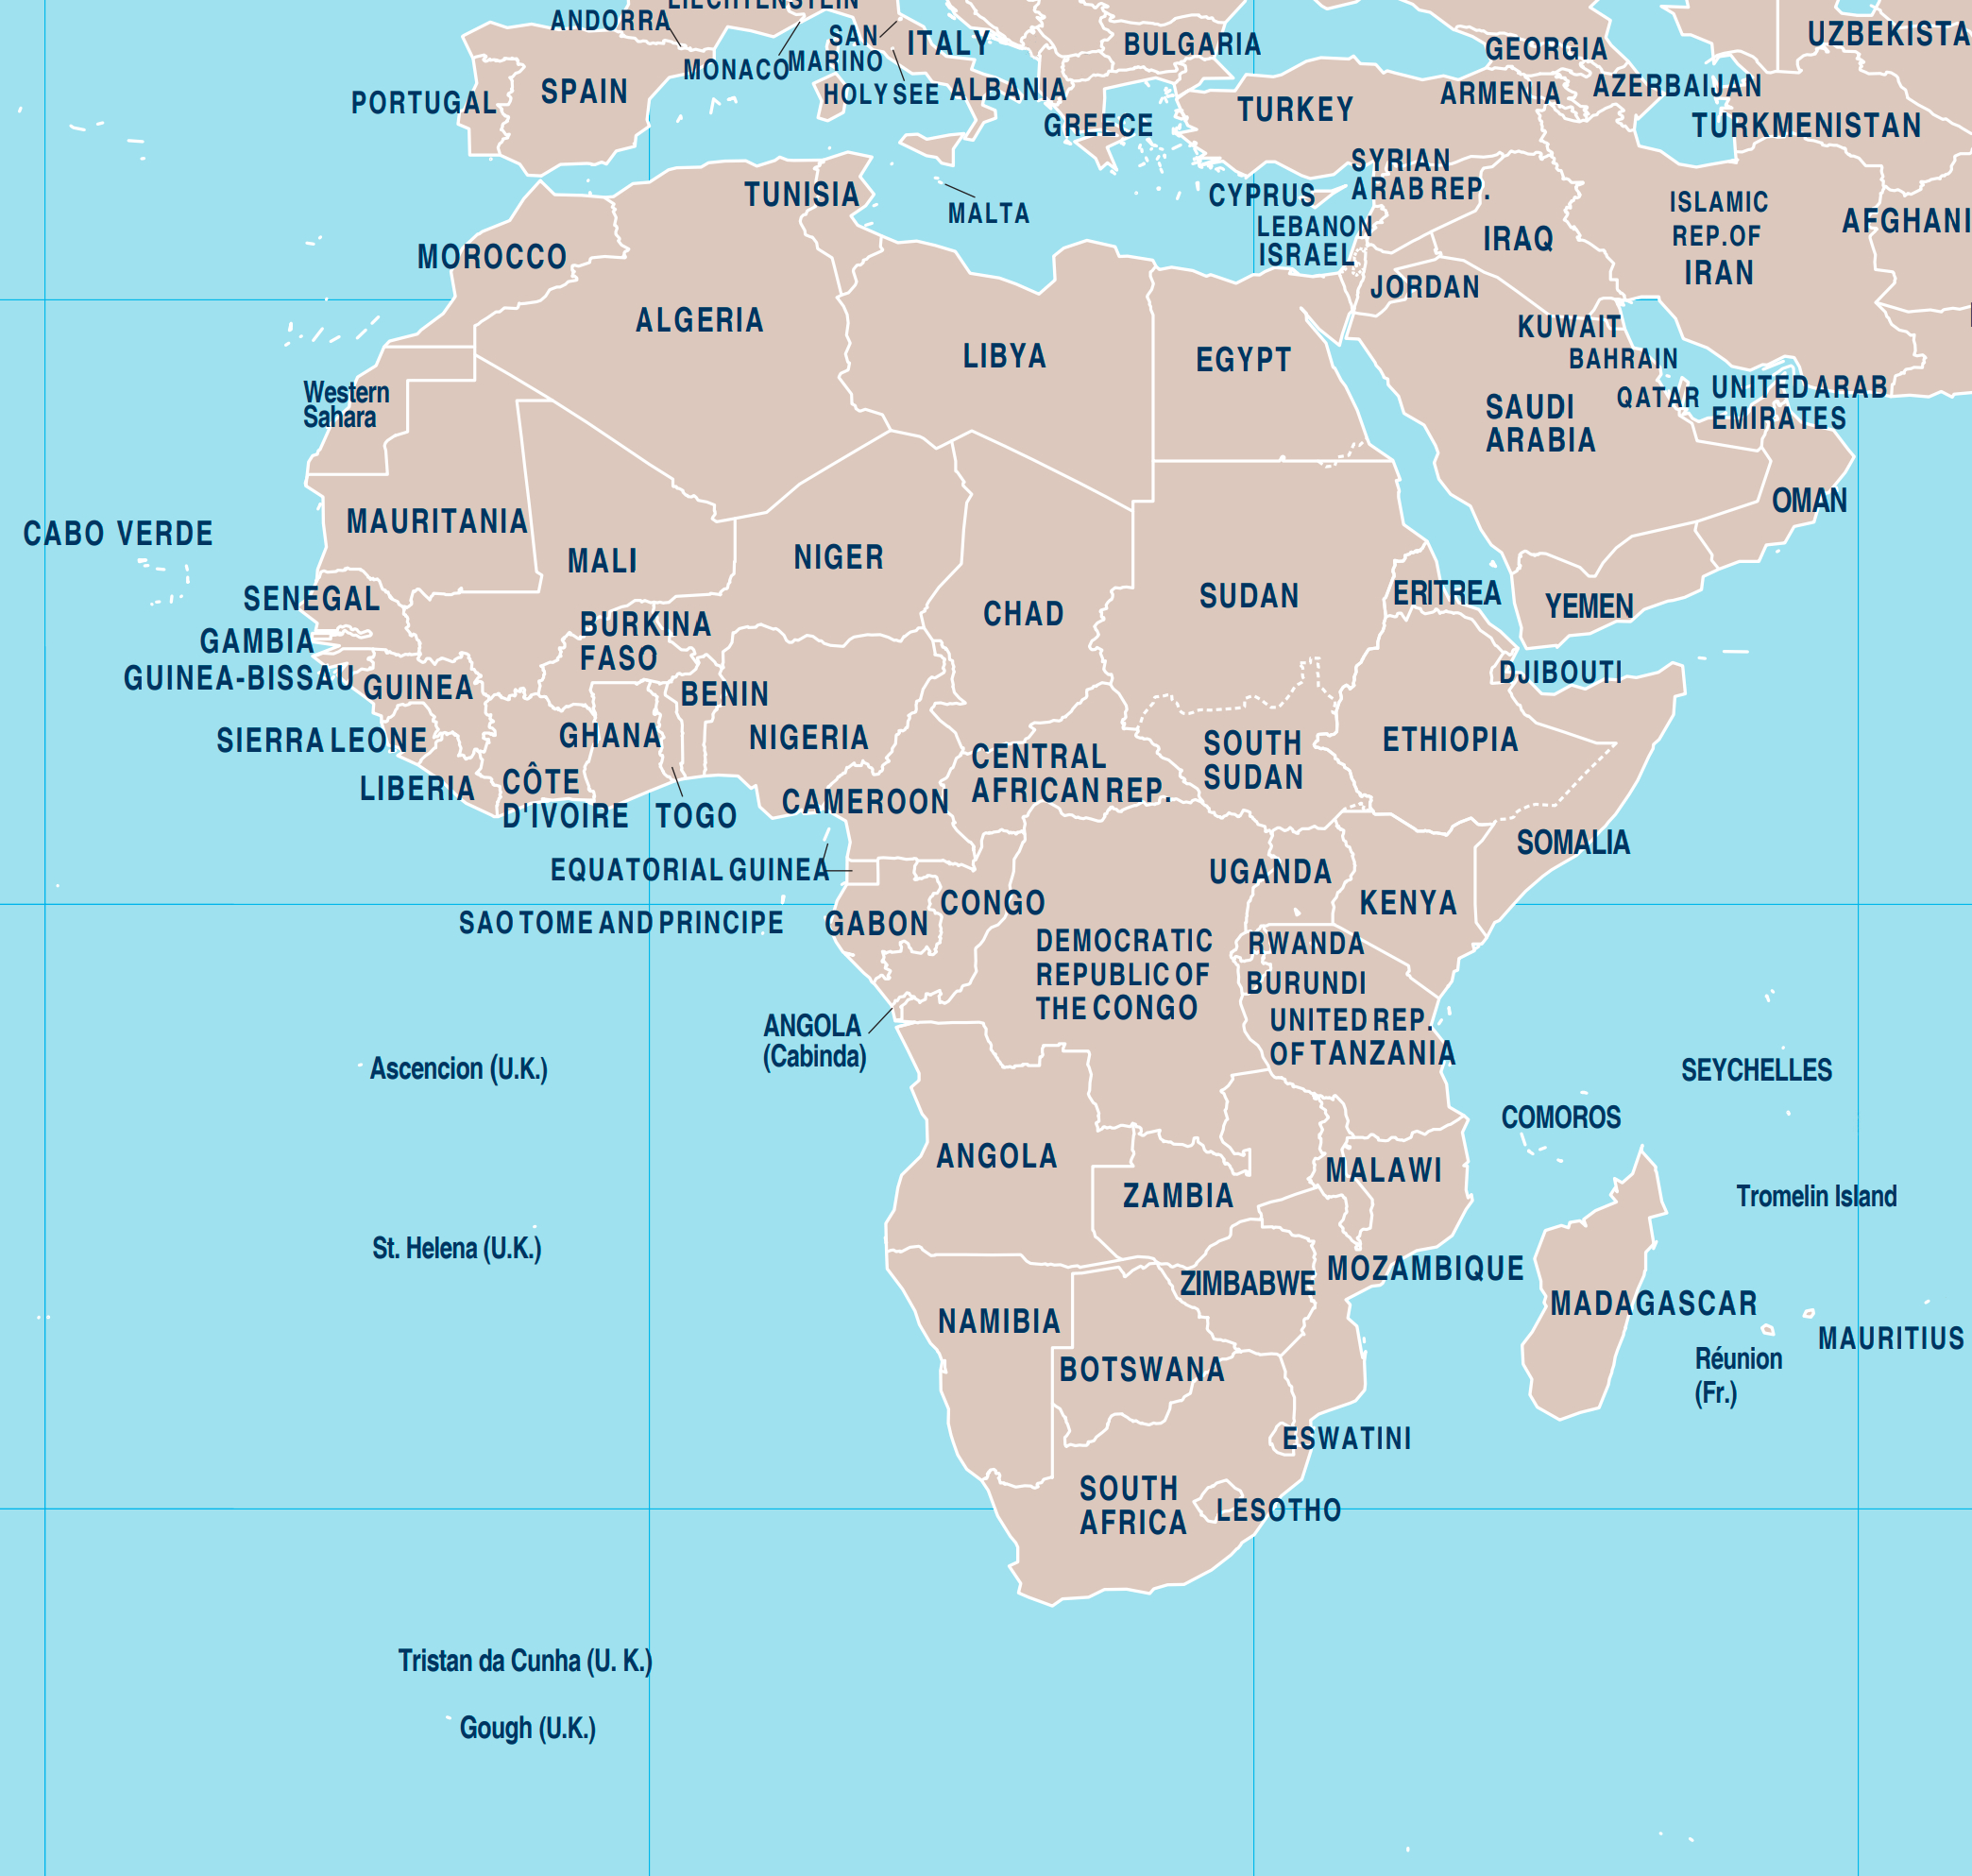 LIECHTENSTEIN
ANDORRA
SAN
MARINO
ITALY
BULGARIA
GEORGIA
UZBEKISTA
MONACO
HOLY SEE
ALBANIA
ARMENIA
AZERBAIJAN
PORTUGAL
SPAIN
GREECE
TURKEY
TURKMENISTAN
TUNISIA
MALTA
CYPRUS
SYRIAN
ARAB REP.
LEBANON
ISRAEL
IRAQ
ISLAMIC
REP. OF
IRAN
AFGHANI
MOROCCO
JORDAN
ALGERIA
LIBYA
EGYPT
KUWAIT
BAHRAIN
QATAR
UNITED ARAB
EMIRATES
Western
Sahara
SAUDI
ARABIA
OMAN
CABO VERDE
MAURITANIA
MALI
NIGER
CHAD
SUDAN
ERITREA
YEMEN
SENEGAL
GAMBIA
GUINEA-BISSAU
GUINEA
BURKINA
FASO
BENIN
DJIBOUTI
SIERRA LEONE
GHANA
NIGERIA
CENTRAL
AFRICAN REP.
SOUTH
SUDAN
ETHIOPIA
LIBERIA
CÔTE
D'IVOIRE
TOGO
CAMEROON
SOMALIA
EQUATORIAL GUINEA
UGANDA
KENYA
SAO TOME AND PRINCIPE
GABON
CONGO
DEMOCRATIC
REPUBLIC OF
THE CONGO
RWANDA
BURUNDI
UNITED REP.
OF TANZANIA
ANGOLA
(Cabinda)
Ascencion (U.K.)
SEYCHELLES
COMOROS
ANGOLA
ZAMBIA
MALAWI
Tromelin Island
St. Helena (U.K.)
ZIMBABWE
MOZAMBIQUE
MADAGASCAR
NAMIBIA
MAURITIUS
BOTSWANA
Réunion
(Fr.)
ESWATINI
SOUTH
AFRICA
LESOTHO
Tristan da Cunha (U. K.)
Gough (U.K.)